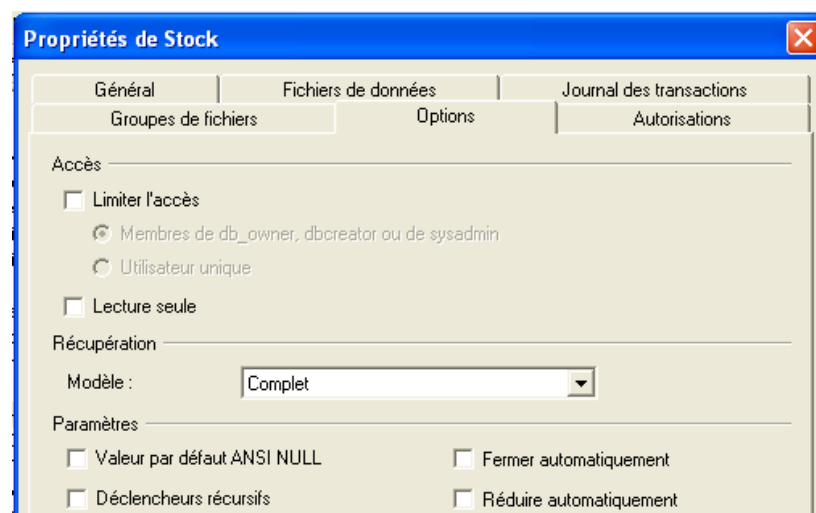 Propriétés de Stock
Général Fichiers de données Journal des transactions
Groupes de fichiers Options Autorisations
Accès
Limiter l'accès
Membres de db_owner, dbcreator ou de sysadmin
Utilisateur unique
Lecture seule
Récupération
Modèle : Complet
Paramètres
Valeur par défaut ANSI NULL Fermer automatiquement
Déclencheurs récursifs Réduire automatiquement